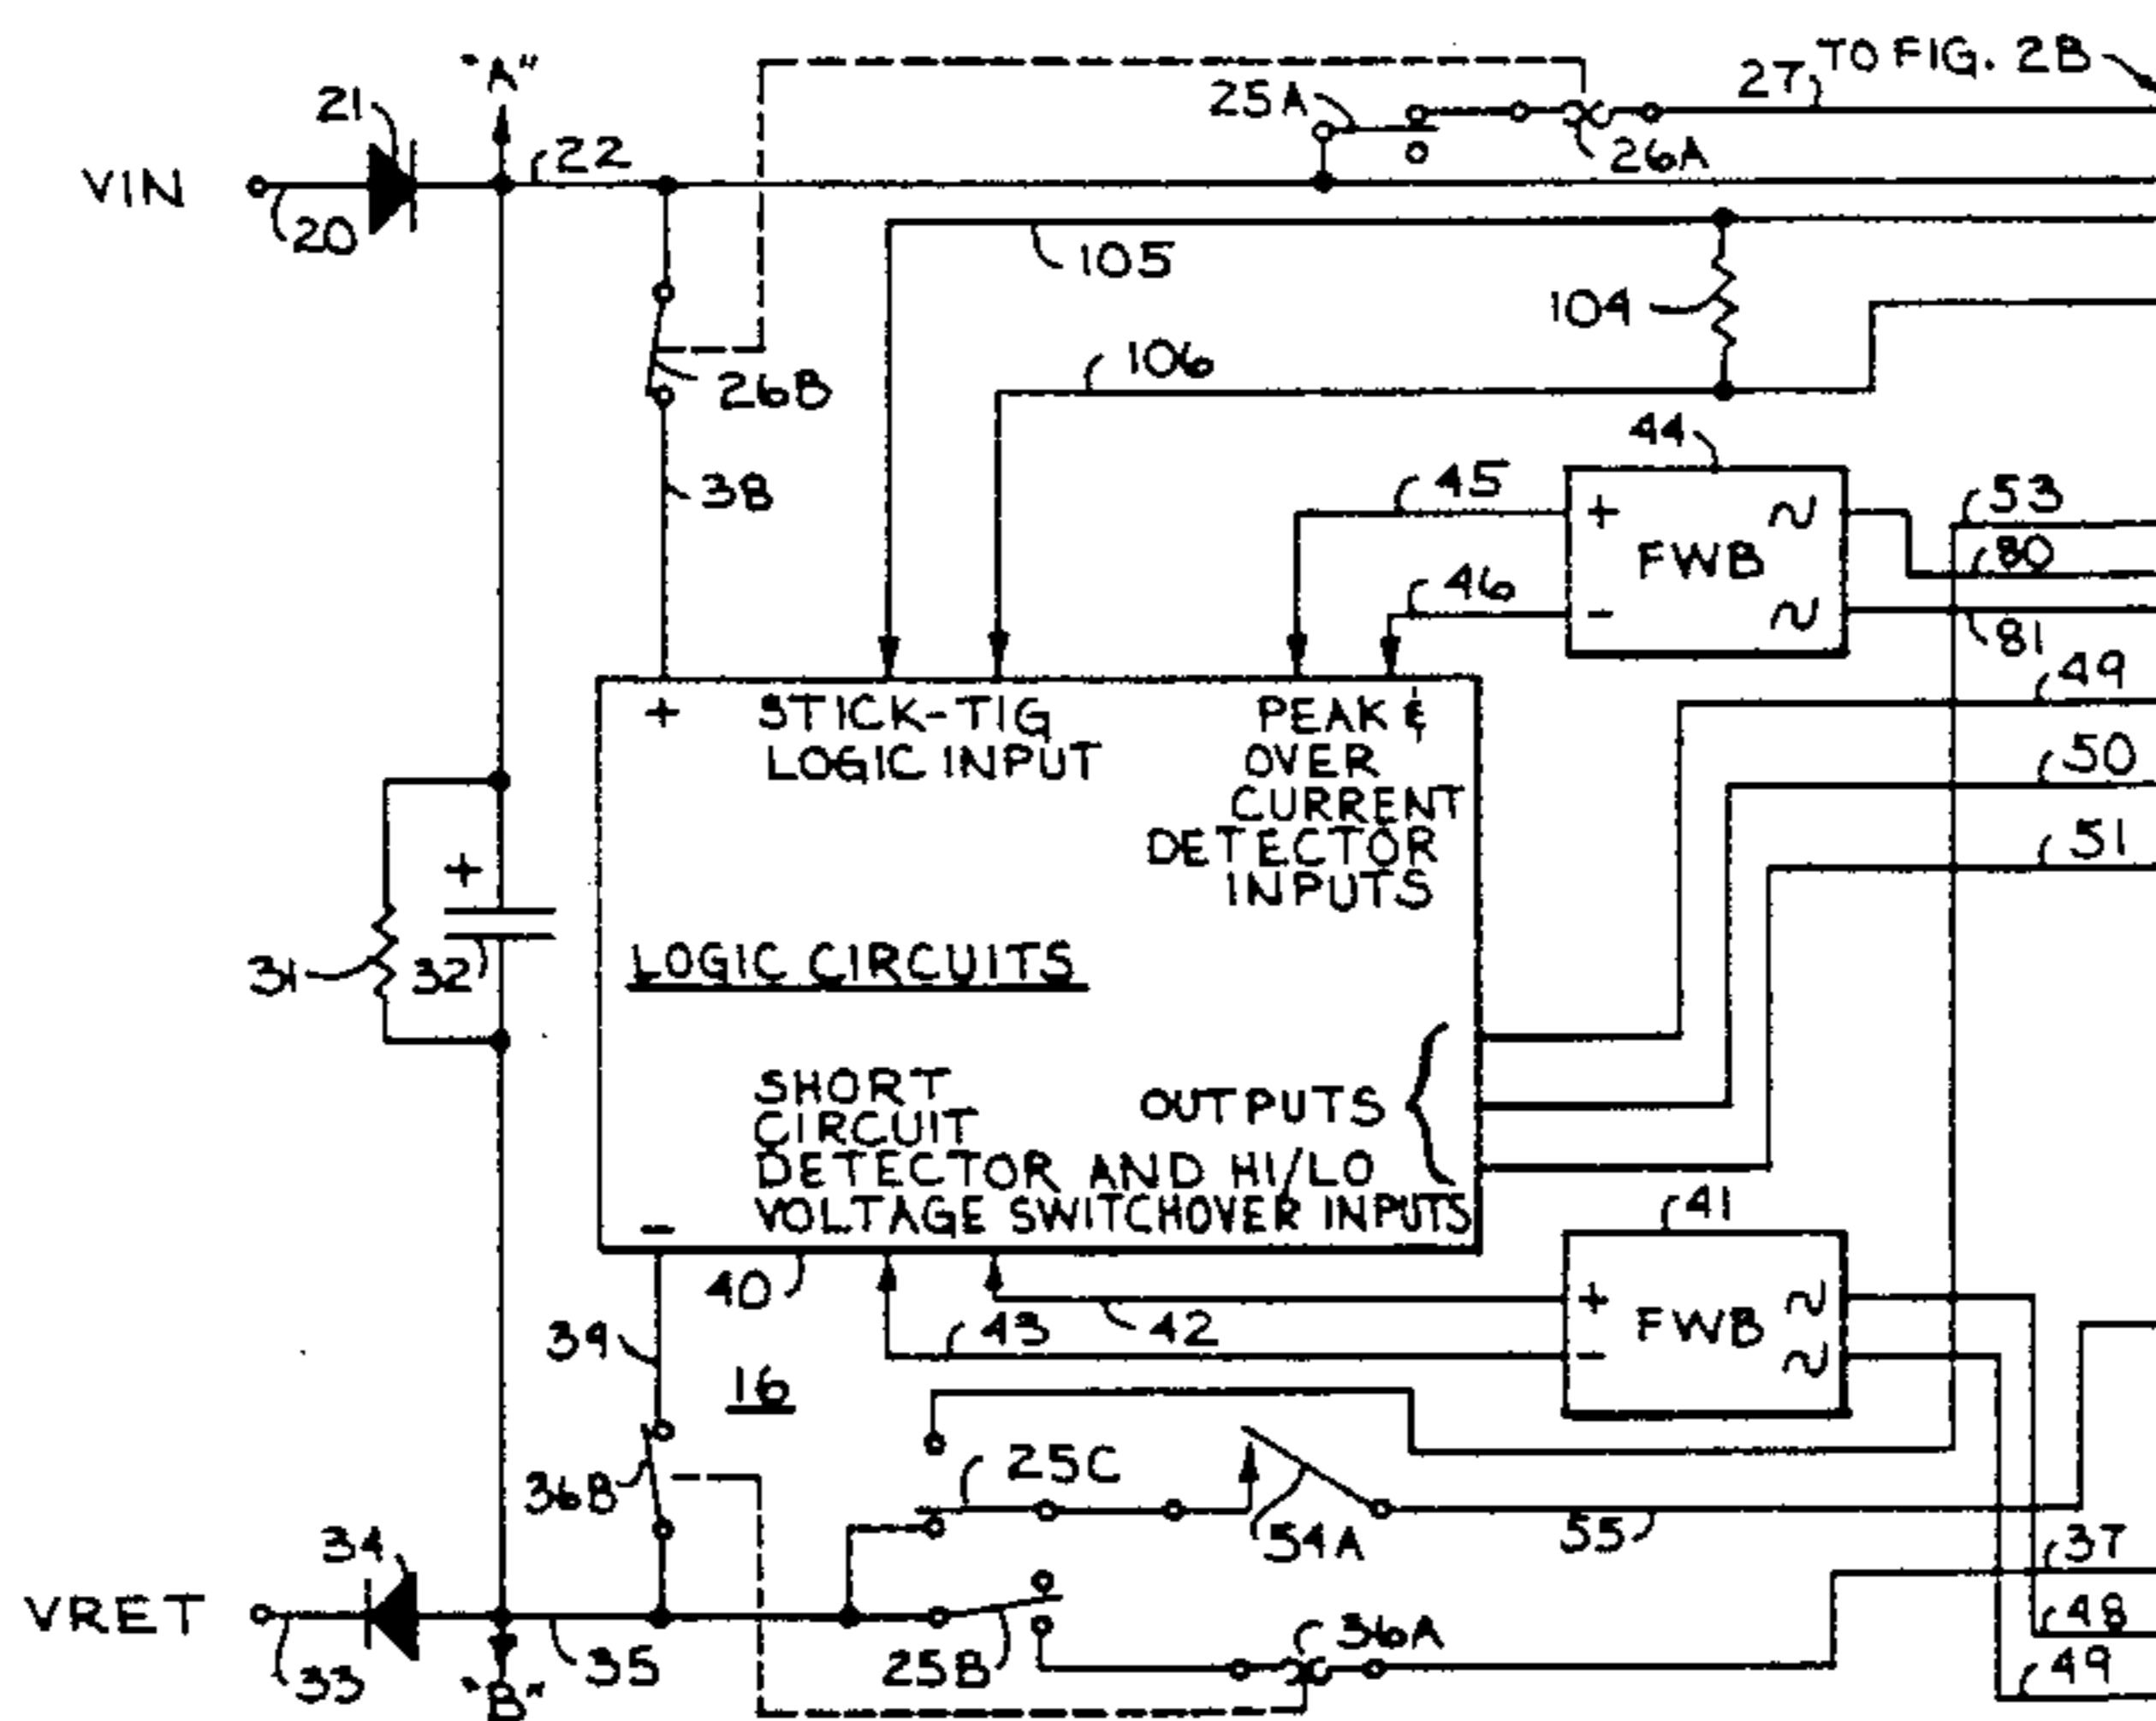 "A"
TO FIG. 2B
27
21
25A
26A
VIN
22
20
105
104
106
26B
38
44
45
+
~
53
FWB
80
46
-
~
81
49
+
STICK-TIG
LOGIC INPUT
PEAK &
OVER
CURRENT
DETECTOR
INPUTS
50
51
+
31
32
LOGIC CIRCUITS
SHORT
CIRCUIT
DETECTOR AND HI/LO
VOLTAGE SWITCHOVER INPUTS
OUTPUTS
-
40
41
+
~
FWB
-
~
39
43
42
16
36B
25C
54A
55
34
37
VRET
33
35
25B
36A
48
49
"B"